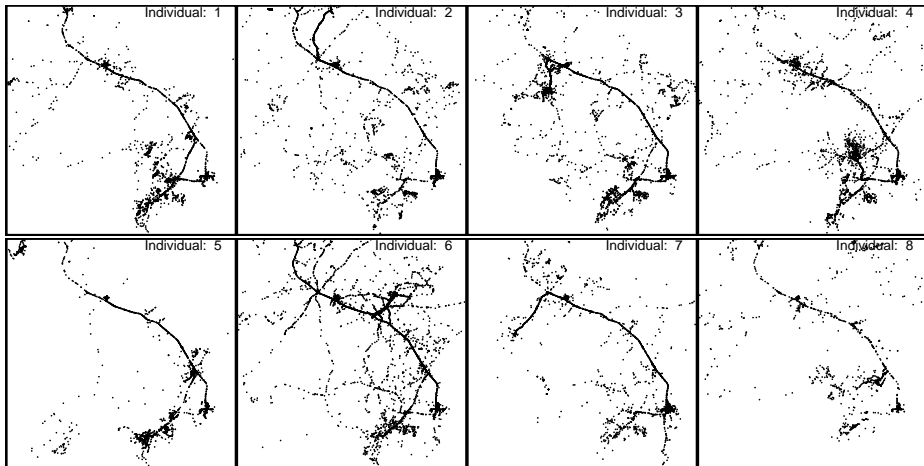 Individual: 1
Individual: 2
Individual: 3
Individual: 4
Individual: 5
Individual: 6
Individual: 7
Individual: 8